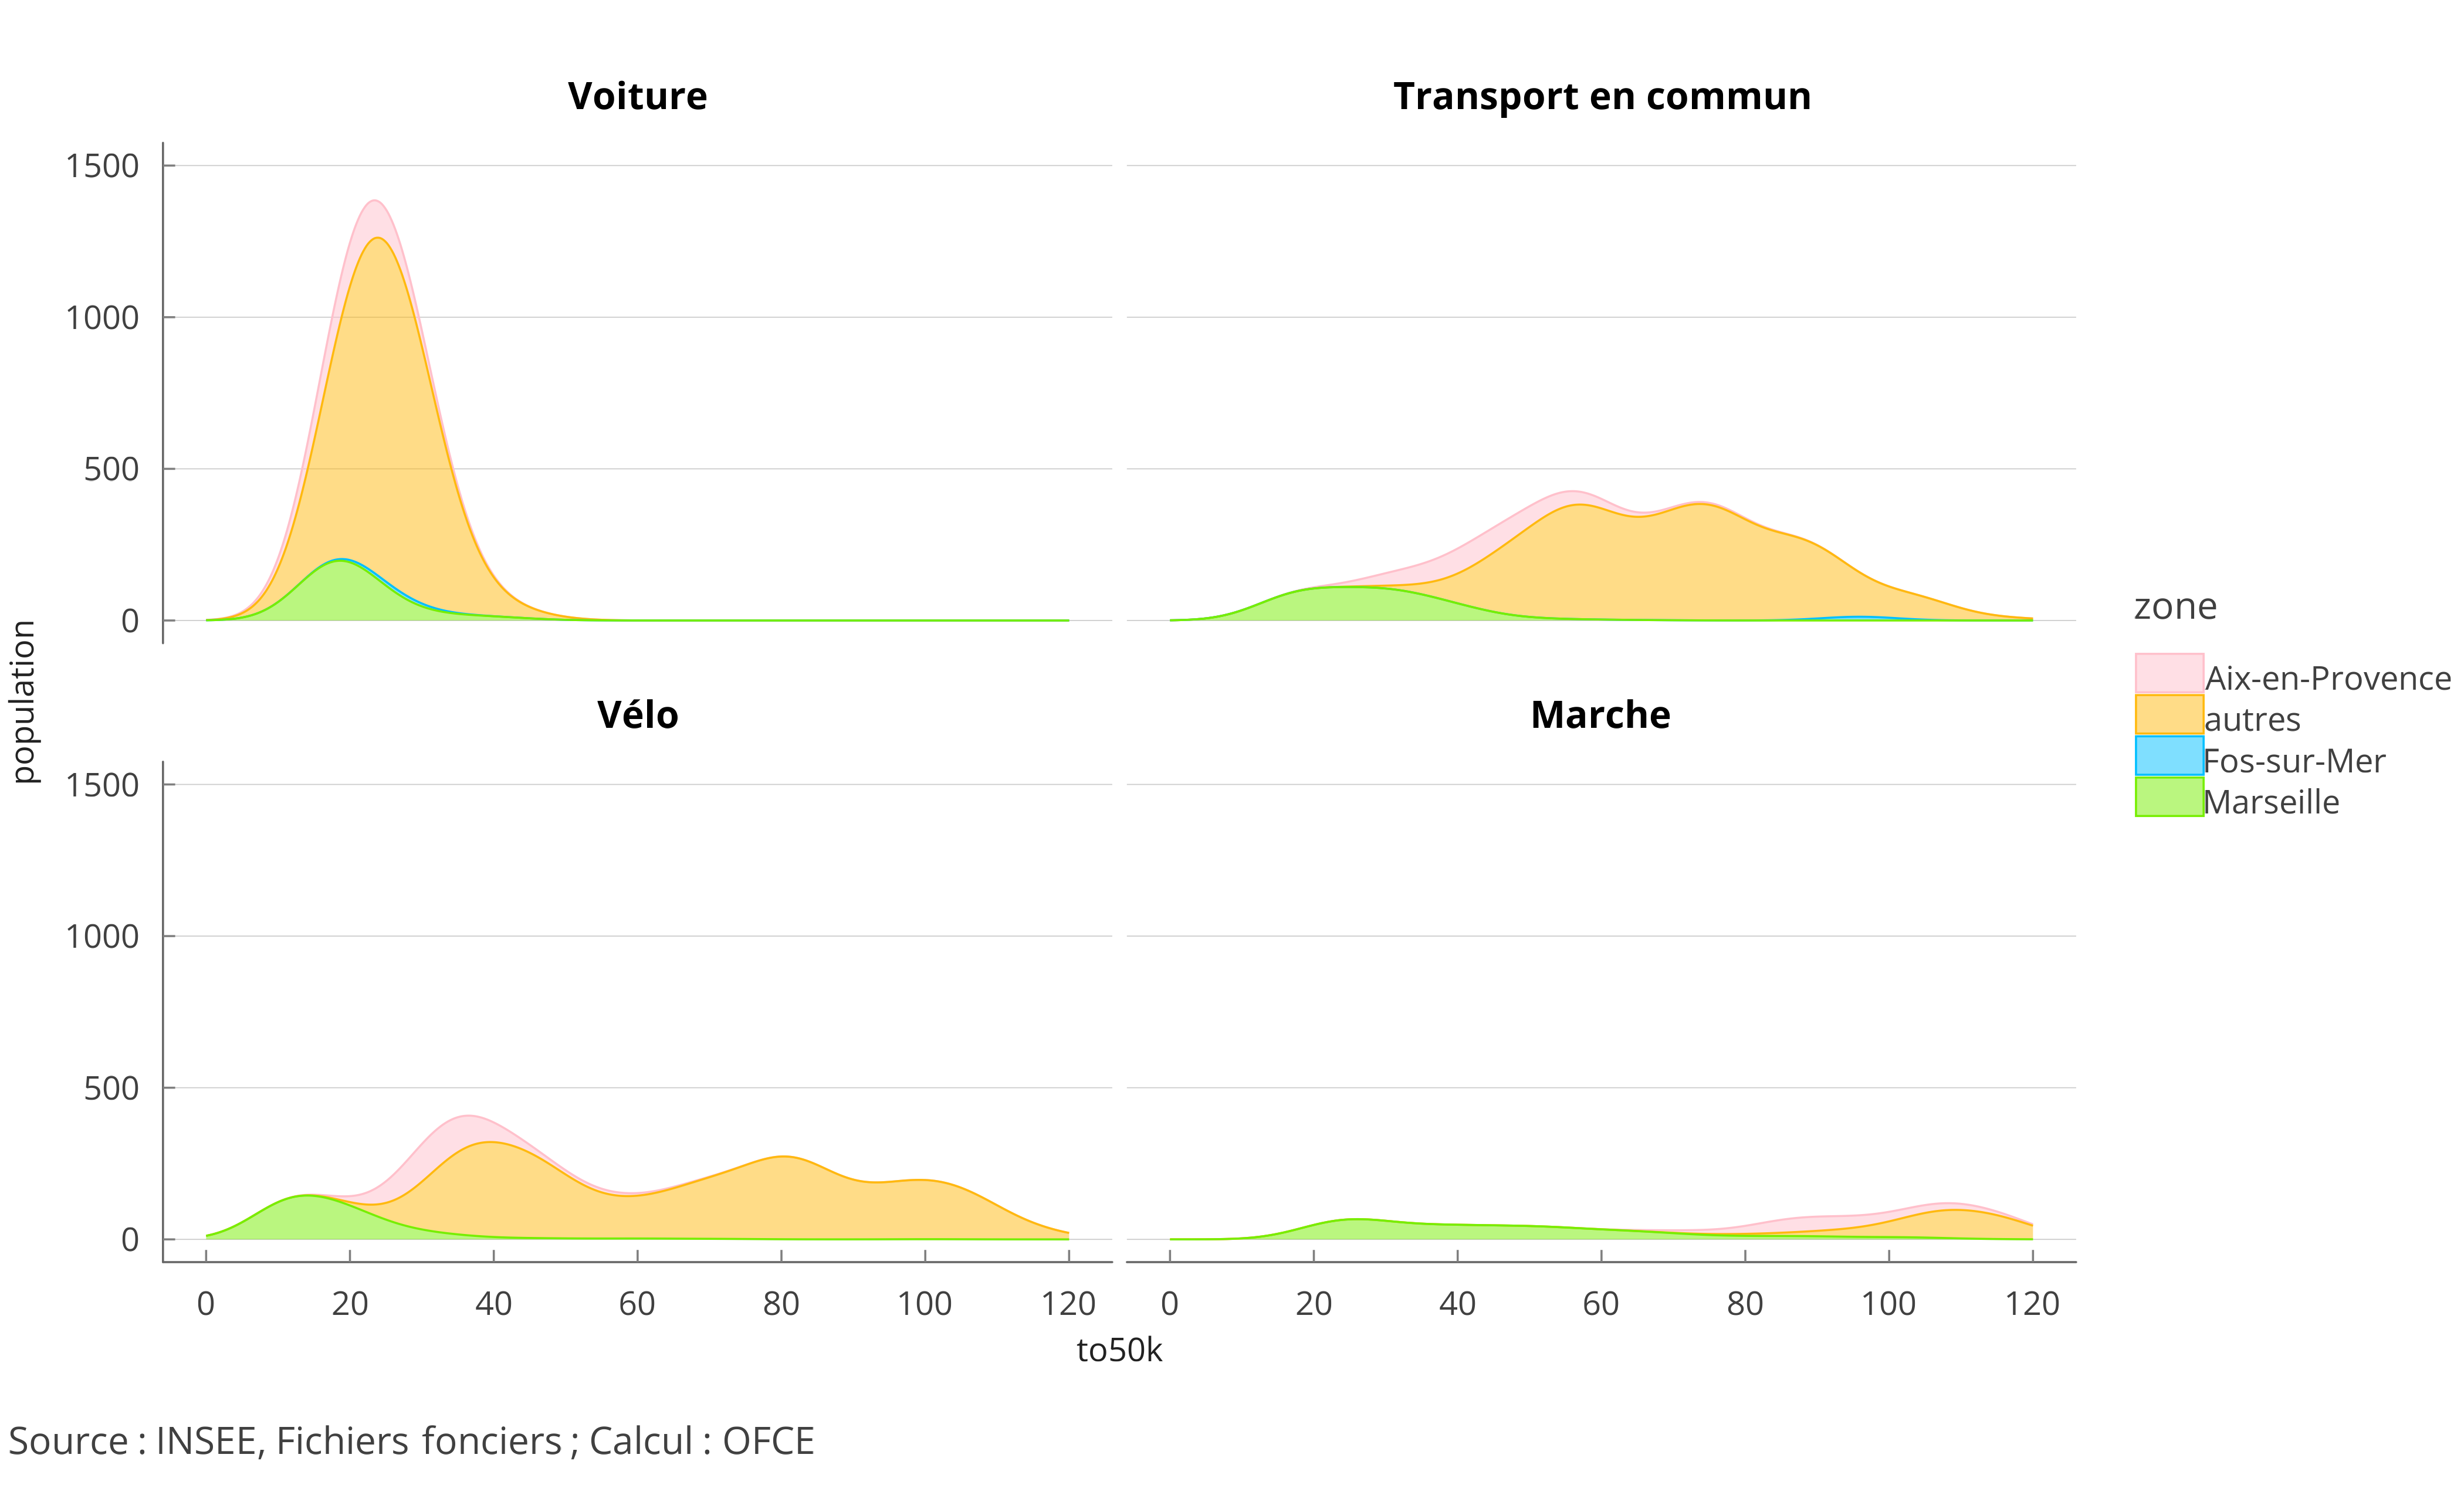 Voiture
Transport en commun
1500
1000
500
0
Vélo
Marche
1500
1000
500
0
0 20 40 60 80 100 120
0 20 40 60 80 100 120
to50k
population
zone
Aix-en-Provence
autres
Fos-sur-Mer
Marseille
Source : INSEE, Fichiers fonciers ; Calcul : OFCE